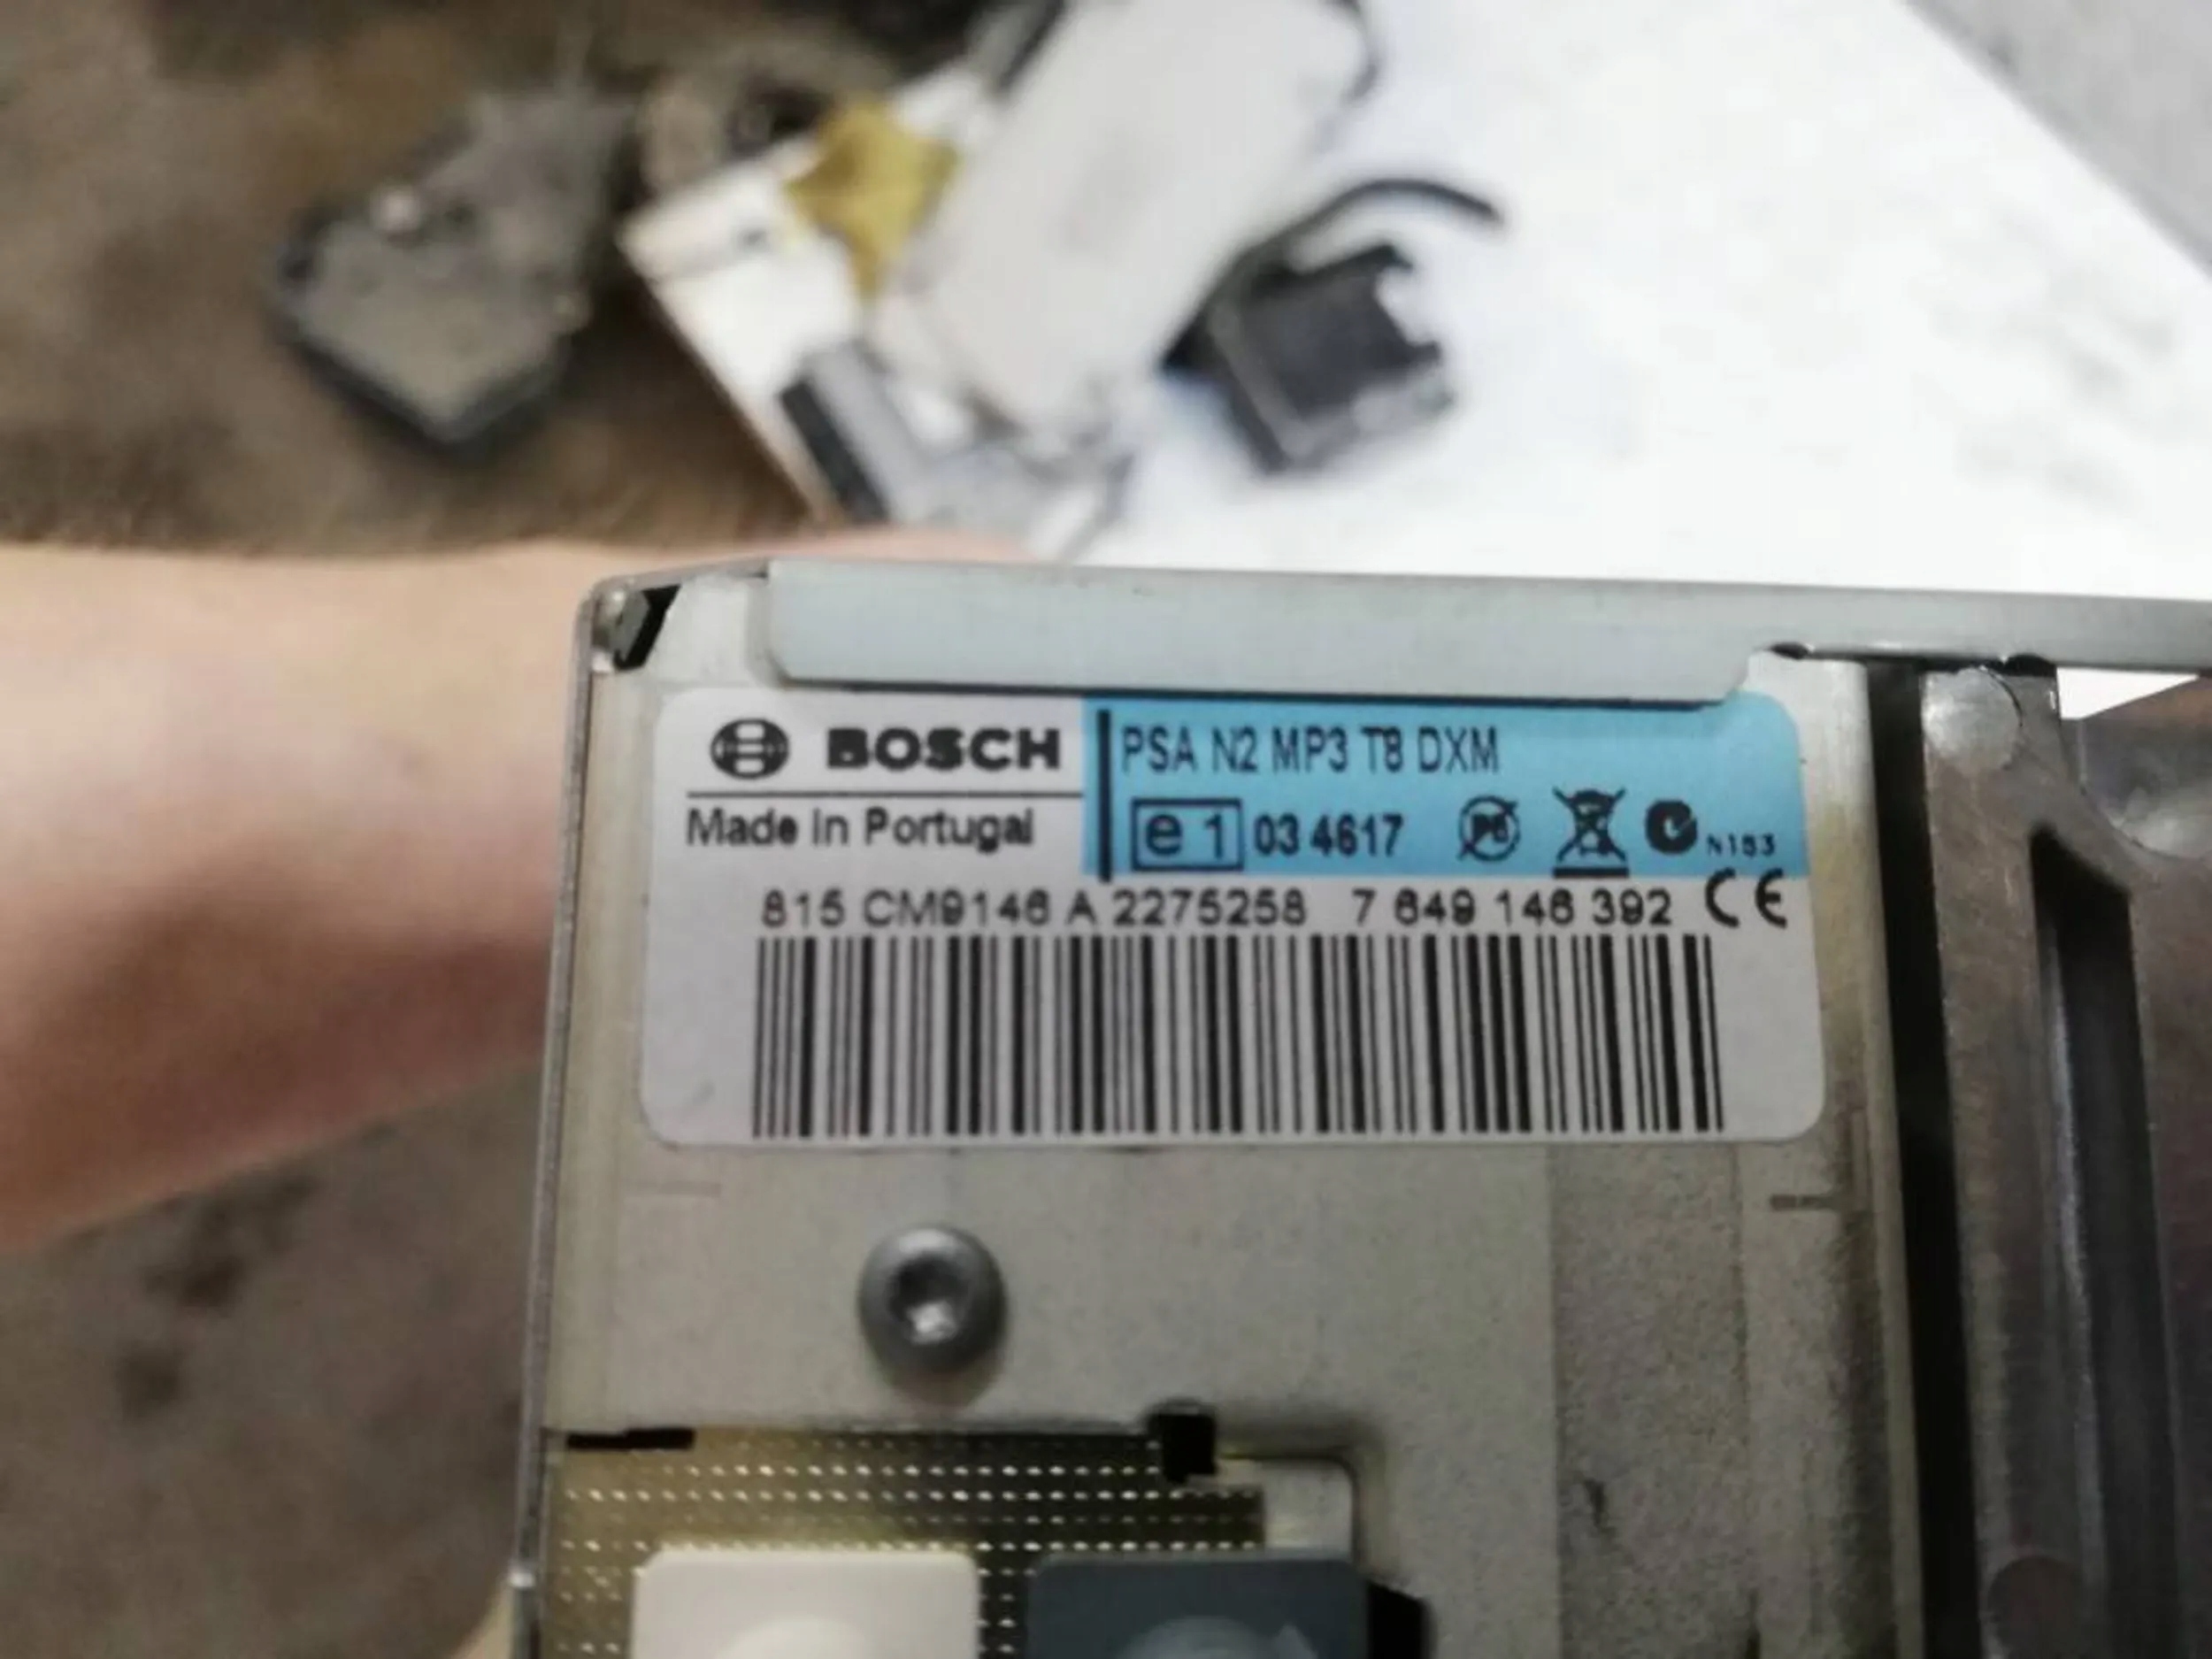 BOSCH
PSA N2 MP3 T8 DXM
Made in Portugal
e 1 03 4617 Pb N153
815 CM9146 A 2275258 7 649 146 392 CE